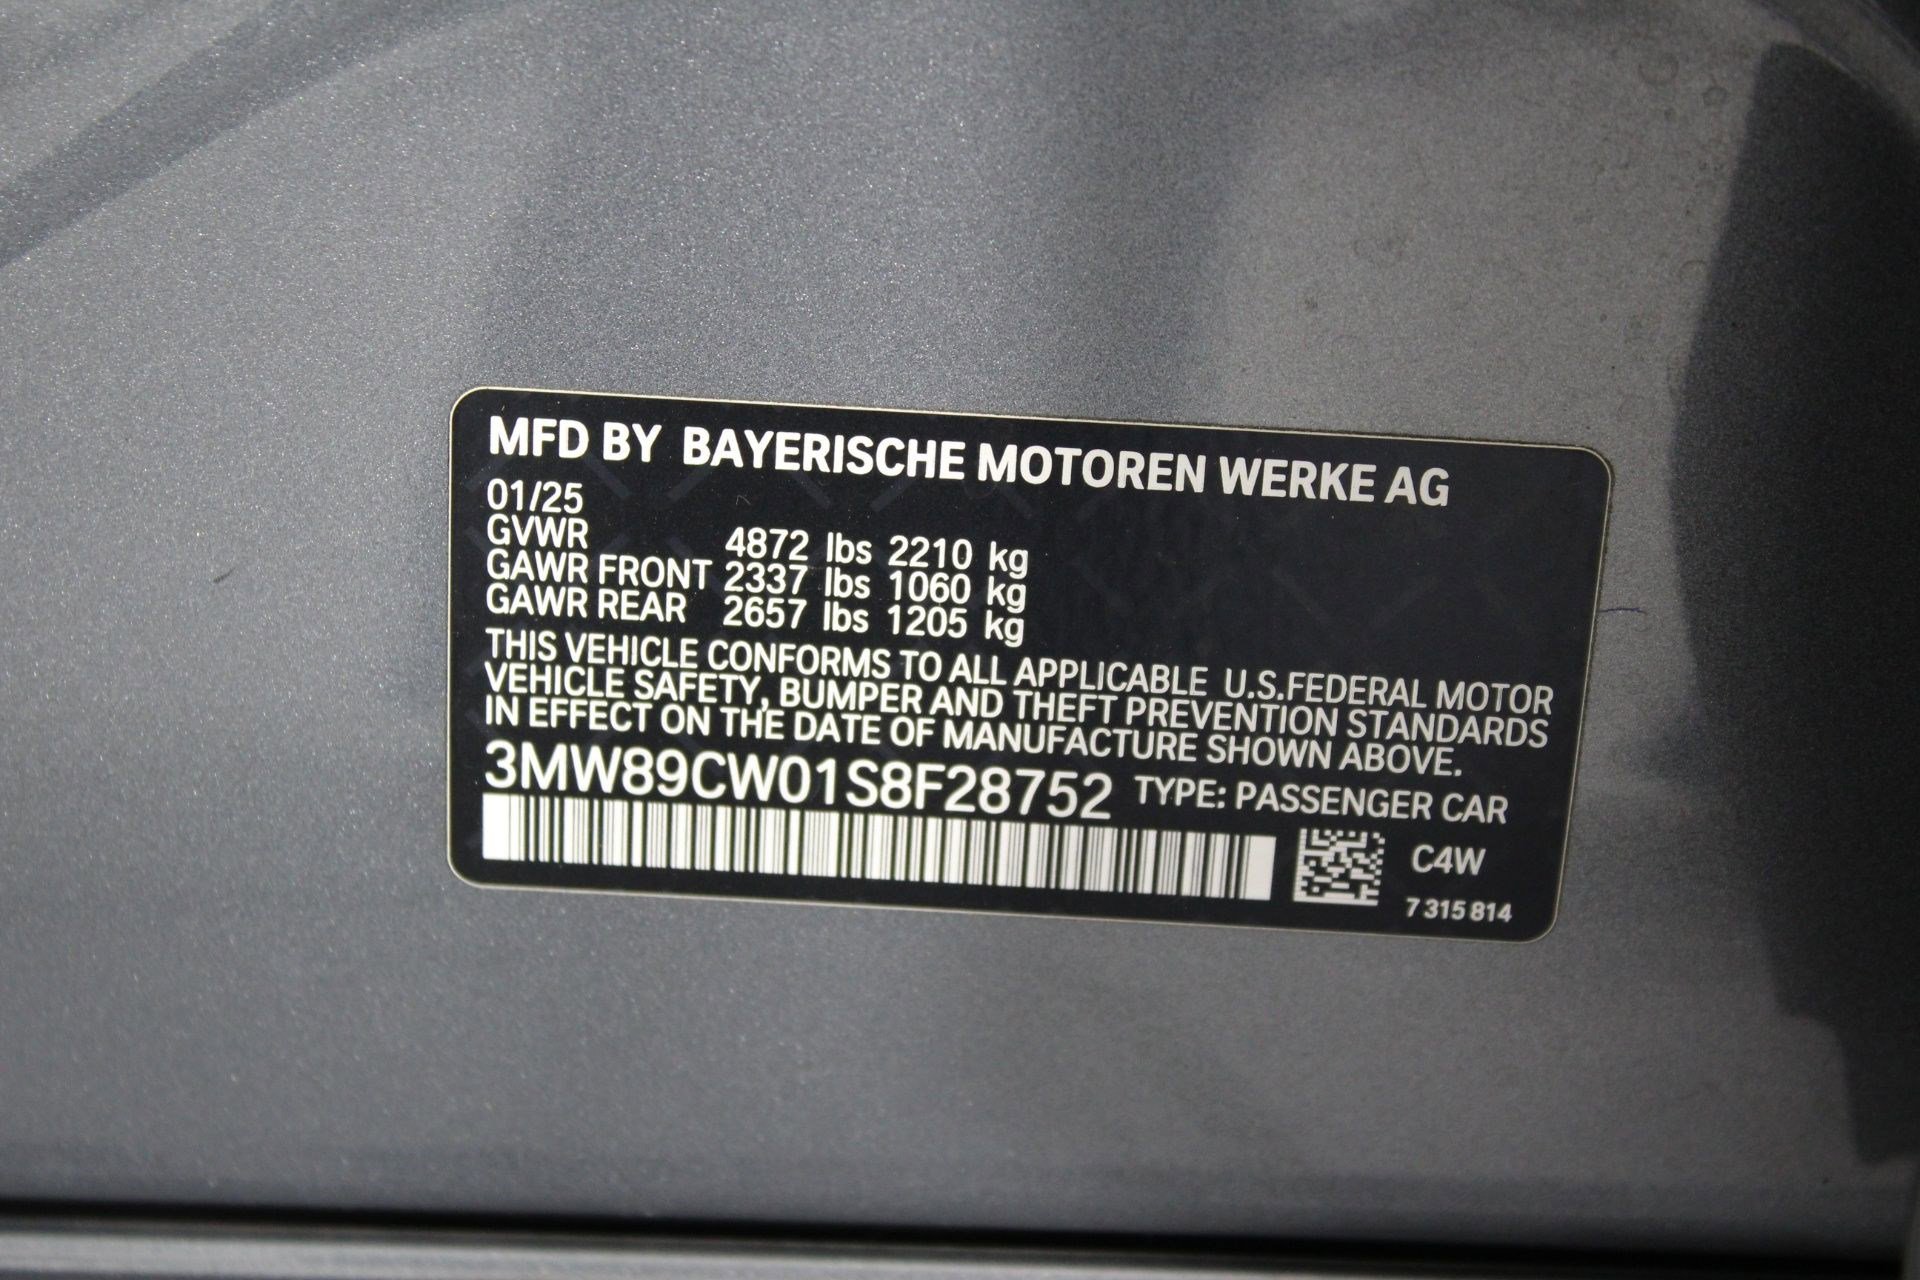 MFD BY BAYERISCHE MOTOREN WERKE AG
01/25
GVWR 4872 lbs 2210 kg
GAWR FRONT 2337 lbs 1060 kg
GAWR REAR 2657 lbs 1205 kg
THIS VEHICLE CONFORMS TO ALL APPLICABLE U.S.FEDERAL MOTOR
VEHICLE SAFETY, BUMPER AND THEFT PREVENTION STANDARDS
IN EFFECT ON THE DATE OF MANUFACTURE SHOWN ABOVE.
3MW89CW01S8F28752 TYPE: PASSENGER CAR
C4W
7 315 814